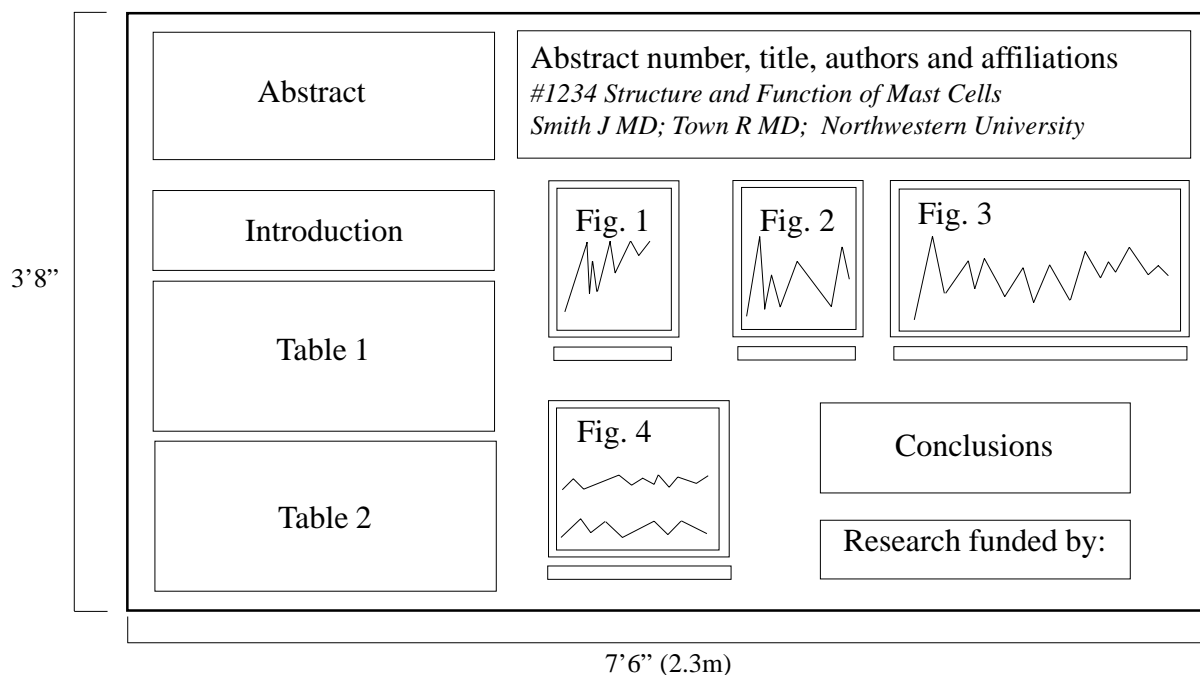 Abstract
Abstract number, title, authors and affiliations
#1234 Structure and Function of Mast Cells
Smith J MD; Town R MD;  Northwestern University
Introduction
Fig. 1
Fig. 2
Fig. 3
3’8”
Table 1
Fig. 4
Conclusions
Table 2
Research funded by:
7’6” (2.3m)